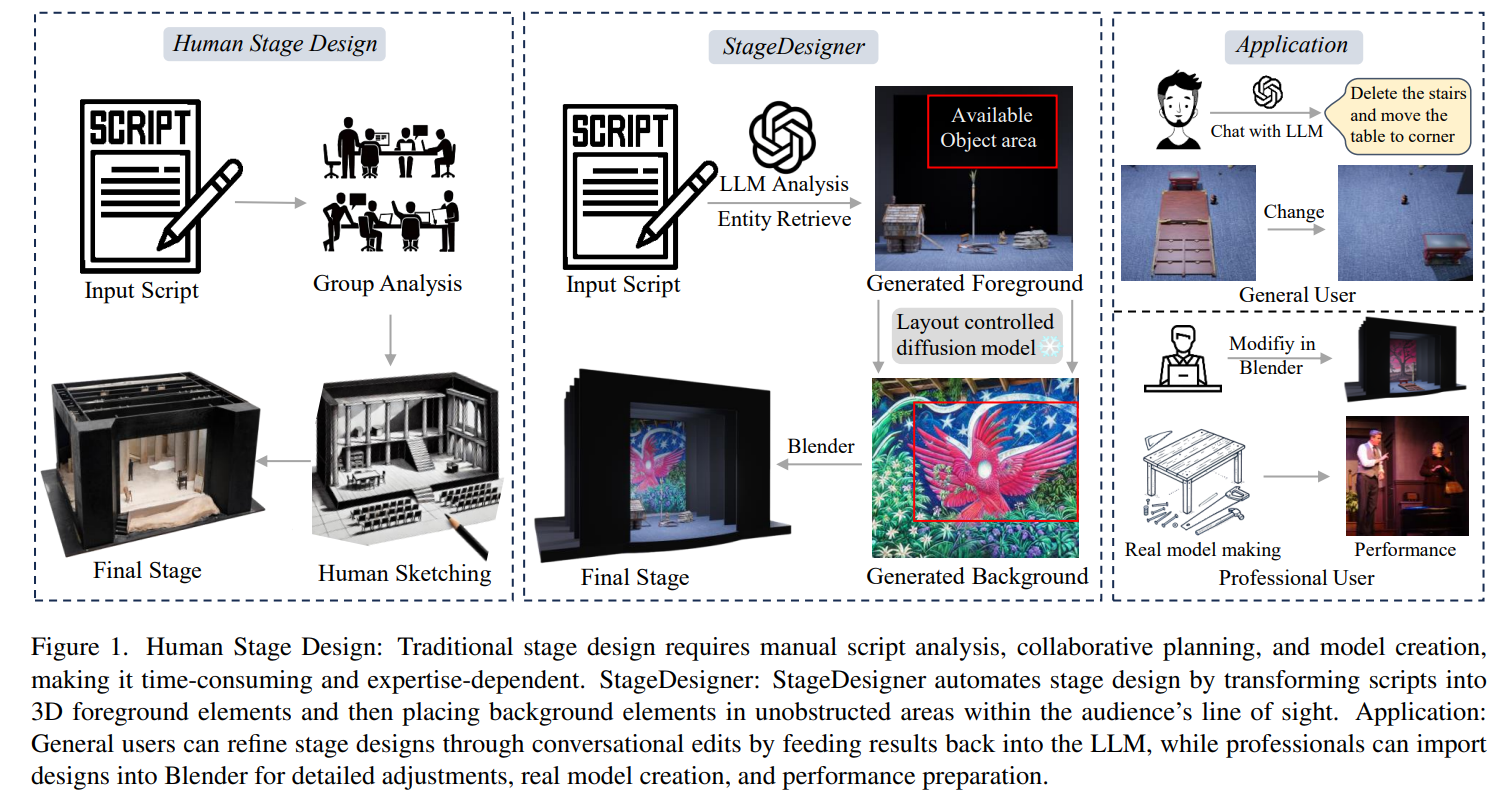 Human Stage Design
SCRIPT
Input Script
Group Analysis
Final Stage
Human Sketching
StageDesigner
SCRIPT
Input Script
LLM Analysis
Entity Retrieve
Available
Object area
Generated Foreground
Layout controlled
diffusion model
Blender
Final Stage
Generated Background
Application
Chat with LLM
Delete the stairs
and move the
table to corner
Change
General User
Modifiy in
Blender
Real model making
Performance
Professional User
Figure 1. Human Stage Design: Traditional stage design requires manual script analysis, collaborative planning, and model creation,
making it time-consuming and expertise-dependent. StageDesigner: StageDesigner automates stage design by transforming scripts into
3D foreground elements and then placing background elements in unobstructed areas within the audience's line of sight. Application:
General users can refine stage designs through conversational edits by feeding results back into the LLM, while professionals can import
designs into Blender for detailed adjustments, real model creation, and performance preparation.